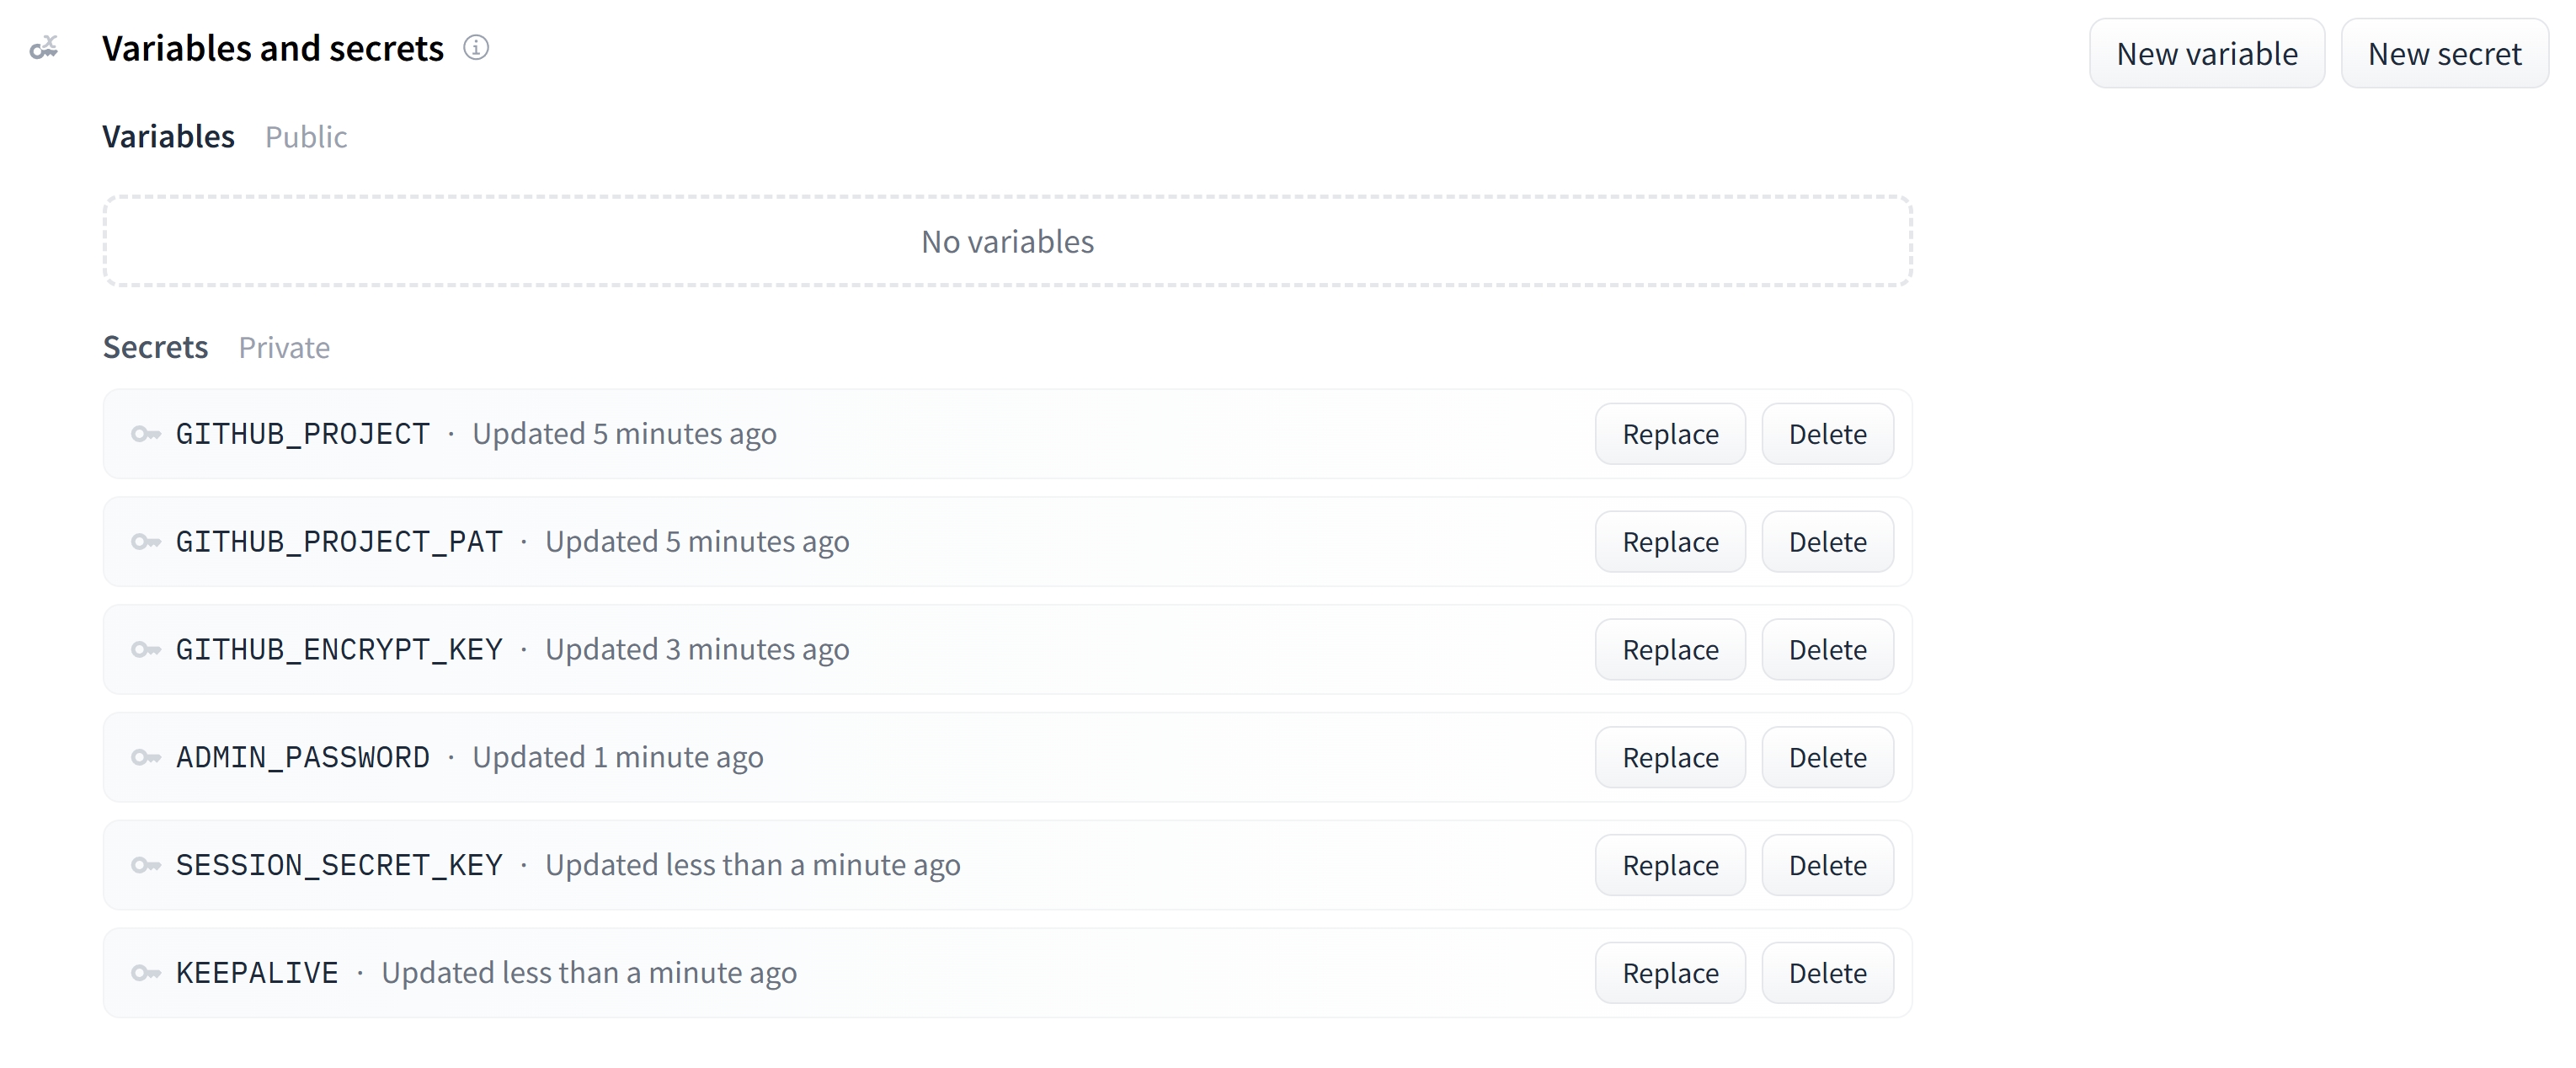 Variables and secrets
New variable
New secret
Variables Public
No variables
Secrets Private
GITHUB_PROJECT · Updated 5 minutes ago Replace Delete
GITHUB_PROJECT_PAT · Updated 5 minutes ago Replace Delete
GITHUB_ENCRYPT_KEY · Updated 3 minutes ago Replace Delete
ADMIN_PASSWORD · Updated 1 minute ago Replace Delete
SESSION_SECRET_KEY · Updated less than a minute ago Replace Delete
KEEPALIVE · Updated less than a minute ago Replace Delete